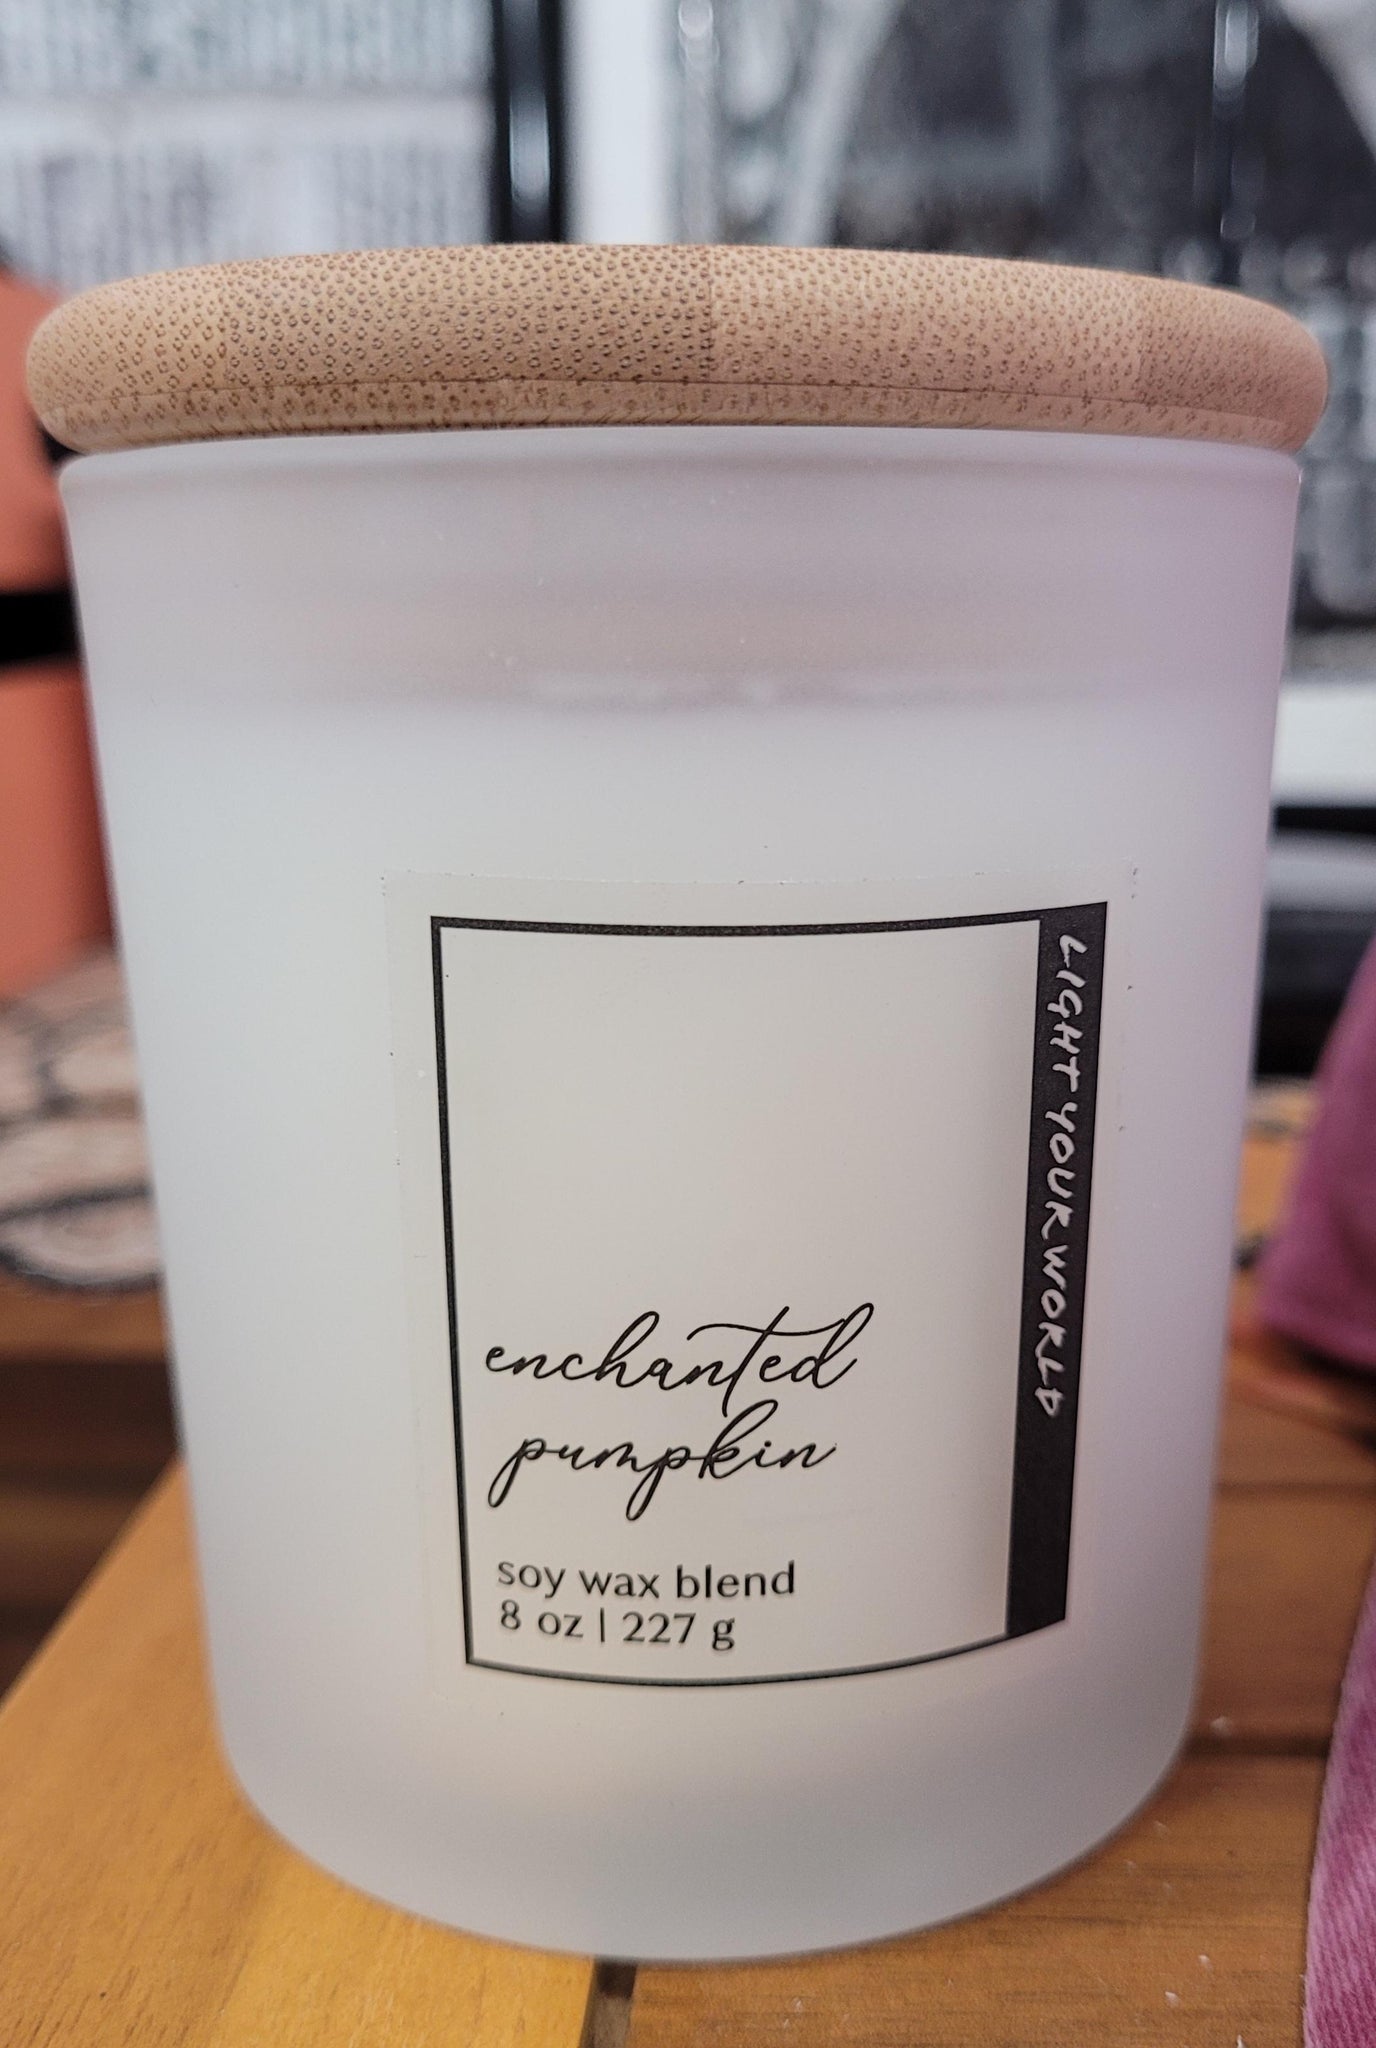 enchanted
pumpkin
soy wax blend
8 oz | 227 g
LIGHT YOUR WORLD